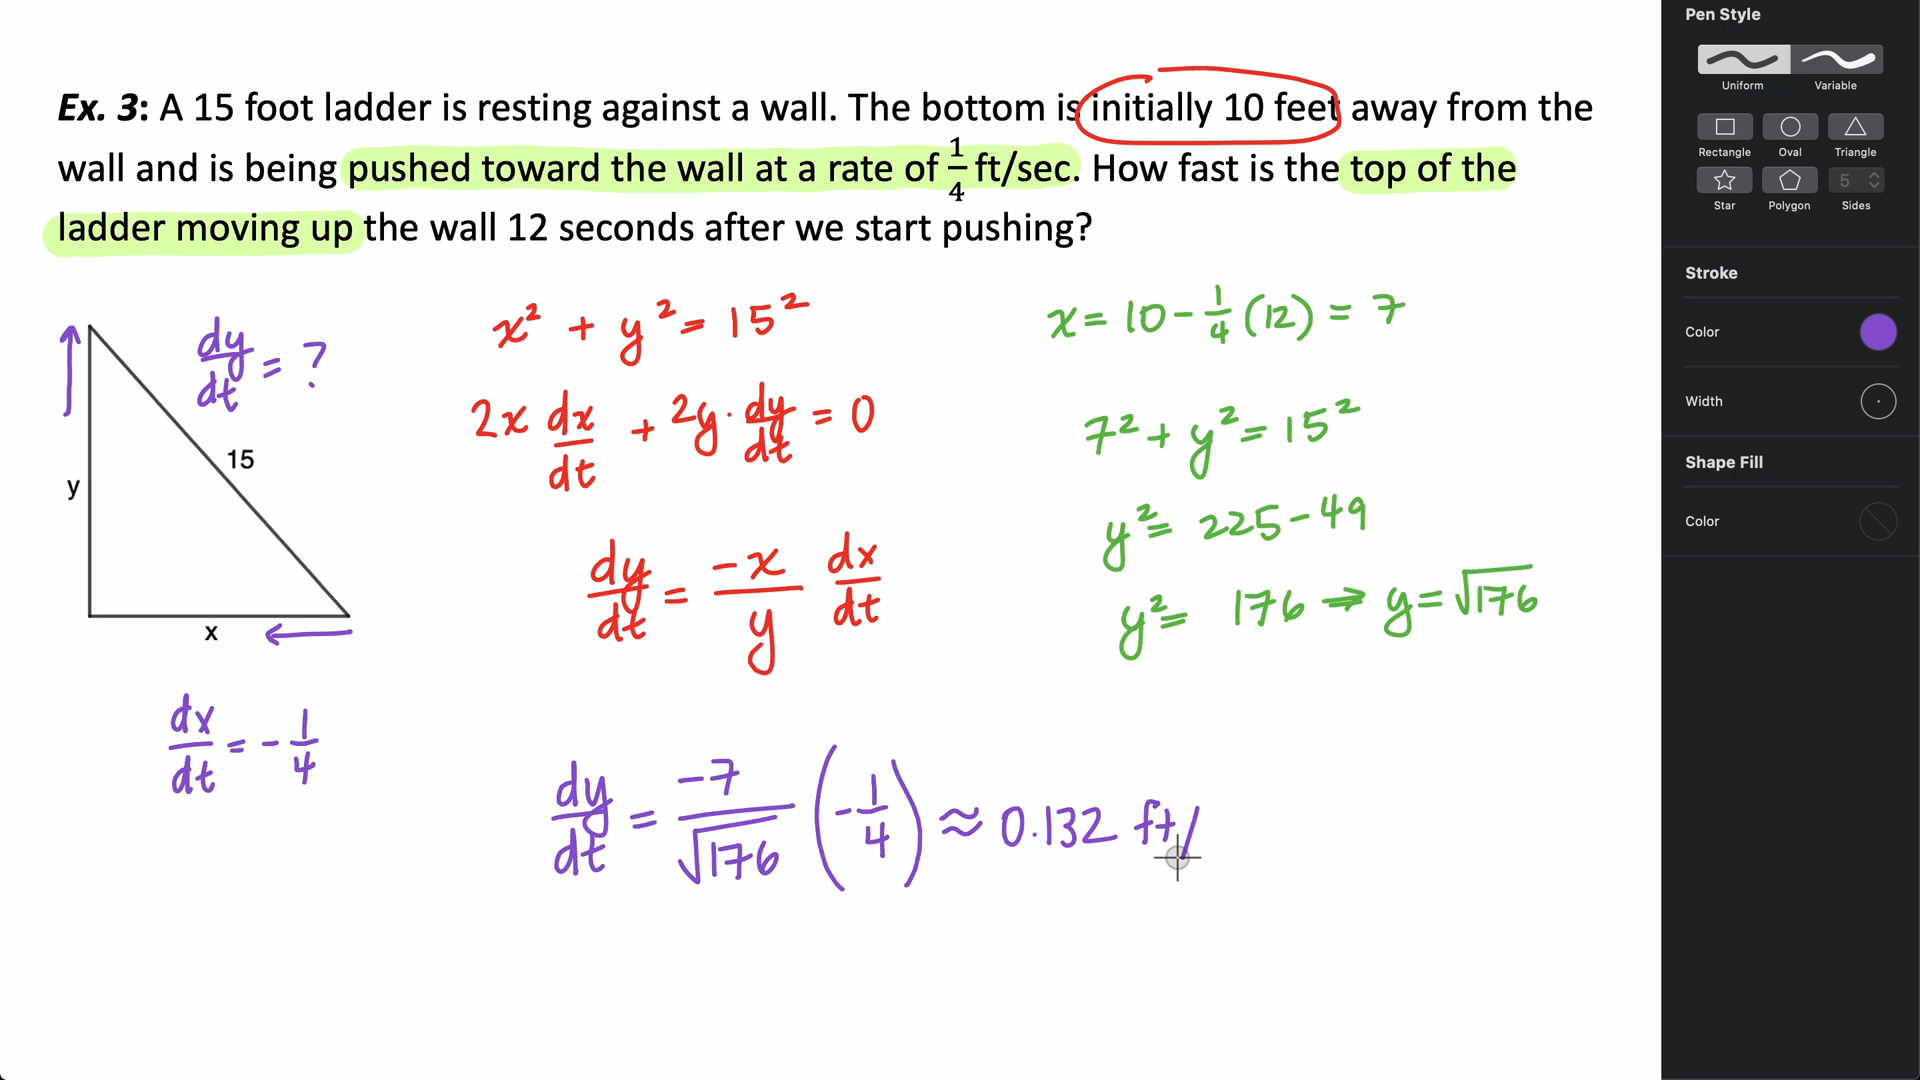 Ex. 3: A 15 foot ladder is resting against a wall. The bottom is initially 10 feet away from the
wall and is being pushed toward the wall at a rate of 1/4 ft/sec. How fast is the top of the
ladder moving up the wall 12 seconds after we start pushing?
dy/dt = ?
15
y
x
dx/dt = -1/4
x² + y² = 15²
2x dx/dt + 2y · dy/dt = 0
dy/dt = -x/y dx/dt
x = 10 - 1/4 (12) = 7
7² + y² = 15²
y² = 225 - 49
y² = 176 → y = √176
dy/dt = -7/√176 (-1/4) ≈ 0.132 ft/
Pen Style
Uniform Variable
Rectangle Oval Triangle
5
Star Polygon Sides
Stroke
Color
Width
Shape Fill
Color